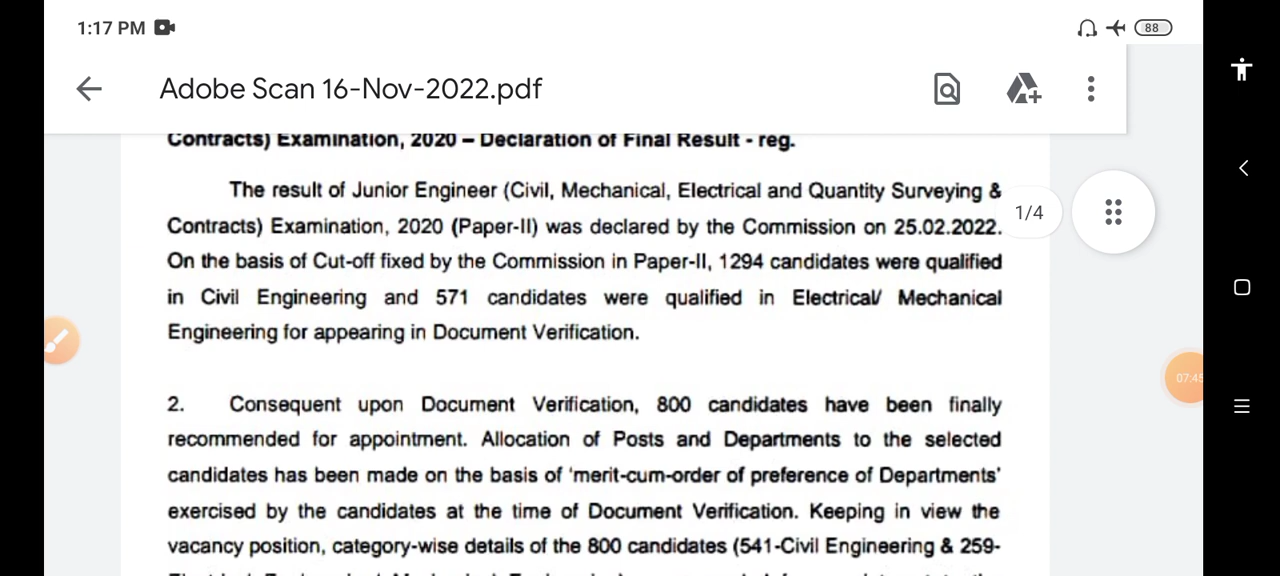 1:17 PM
88
Adobe Scan 16-Nov-2022.pdf
Contracts) Examination, 2020 – Declaration of Final Result - reg.
The result of Junior Engineer (Civil, Mechanical, Electrical and Quantity Surveying &
Contracts) Examination, 2020 (Paper-II) was declared by the Commission on 25.02.2022.
1/4
On the basis of Cut-off fixed by the Commission in Paper-II, 1294 candidates were qualified
in Civil Engineering and 571 candidates were qualified in Electrical/ Mechanical
Engineering for appearing in Document Verification.
07:45
2. Consequent upon Document Verification, 800 candidates have been finally
recommended for appointment. Allocation of Posts and Departments to the selected
candidates has been made on the basis of 'merit-cum-order of preference of Departments'
exercised by the candidates at the time of Document Verification. Keeping in view the
vacancy position, category-wise details of the 800 candidates (541-Civil Engineering & 259-